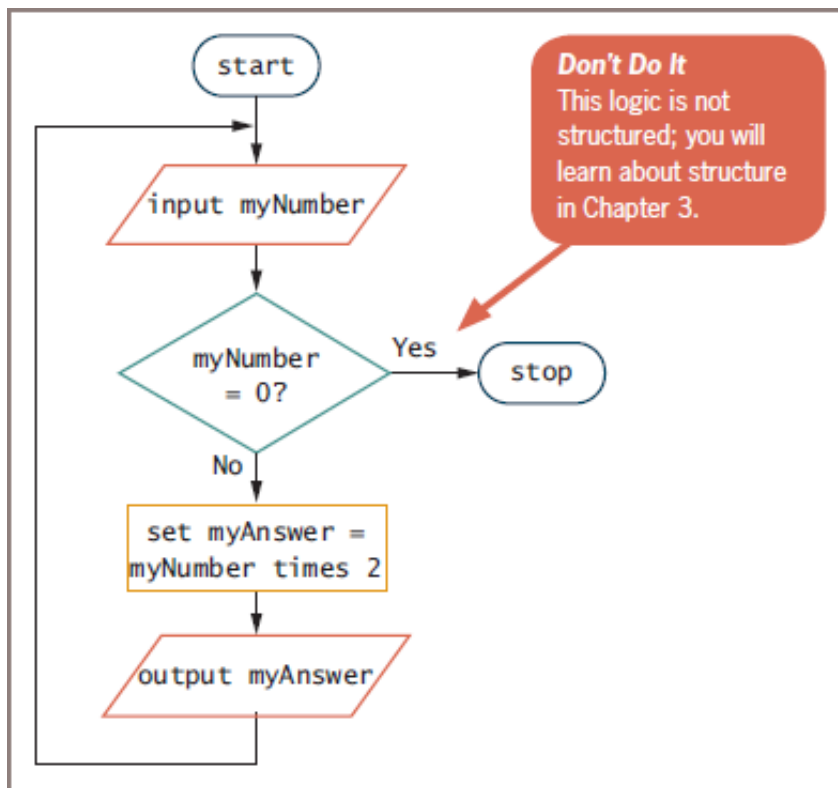 start
Don't Do It
This logic is not
structured; you will
learn about structure
in Chapter 3.
input myNumber
myNumber
= 0?
Yes
stop
No
set myAnswer =
myNumber times 2
output myAnswer